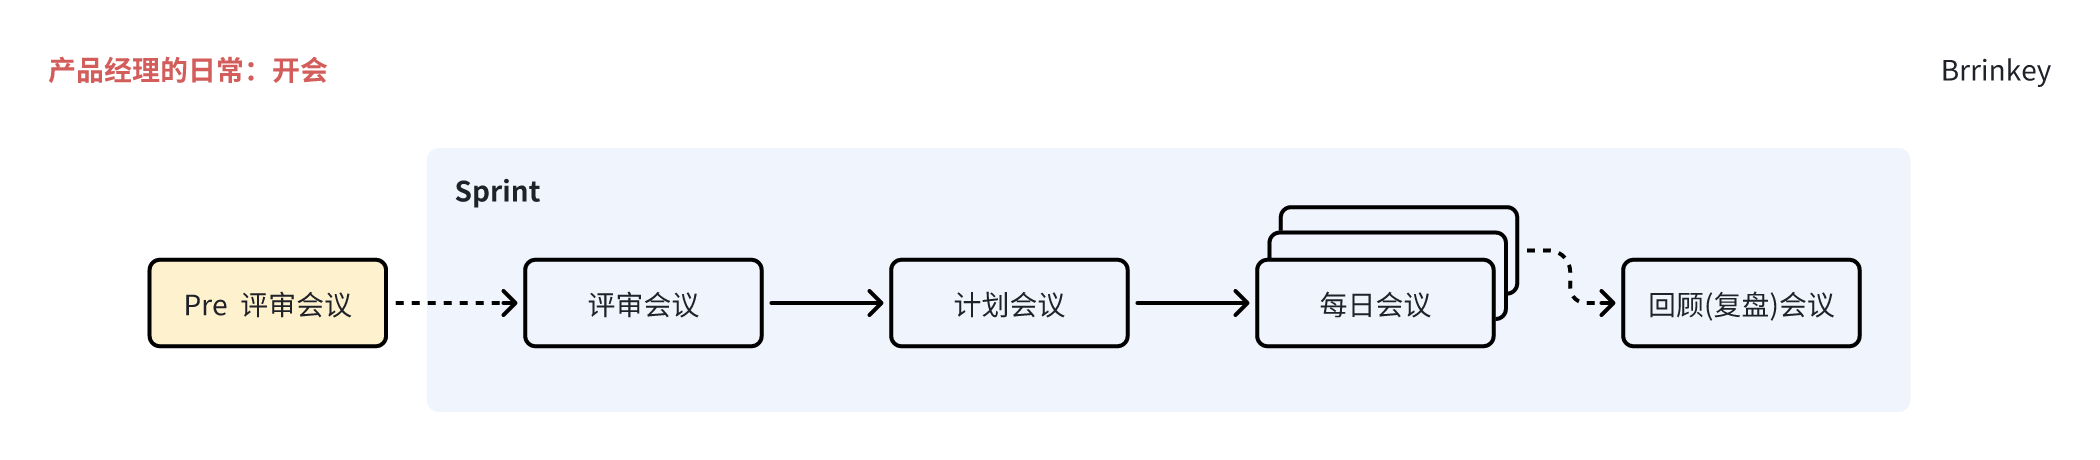 产品经理的日常：开会
Brrinkey
Sprint
Pre 评审会议
评审会议
计划会议
每日会议
回顾(复盘)会议